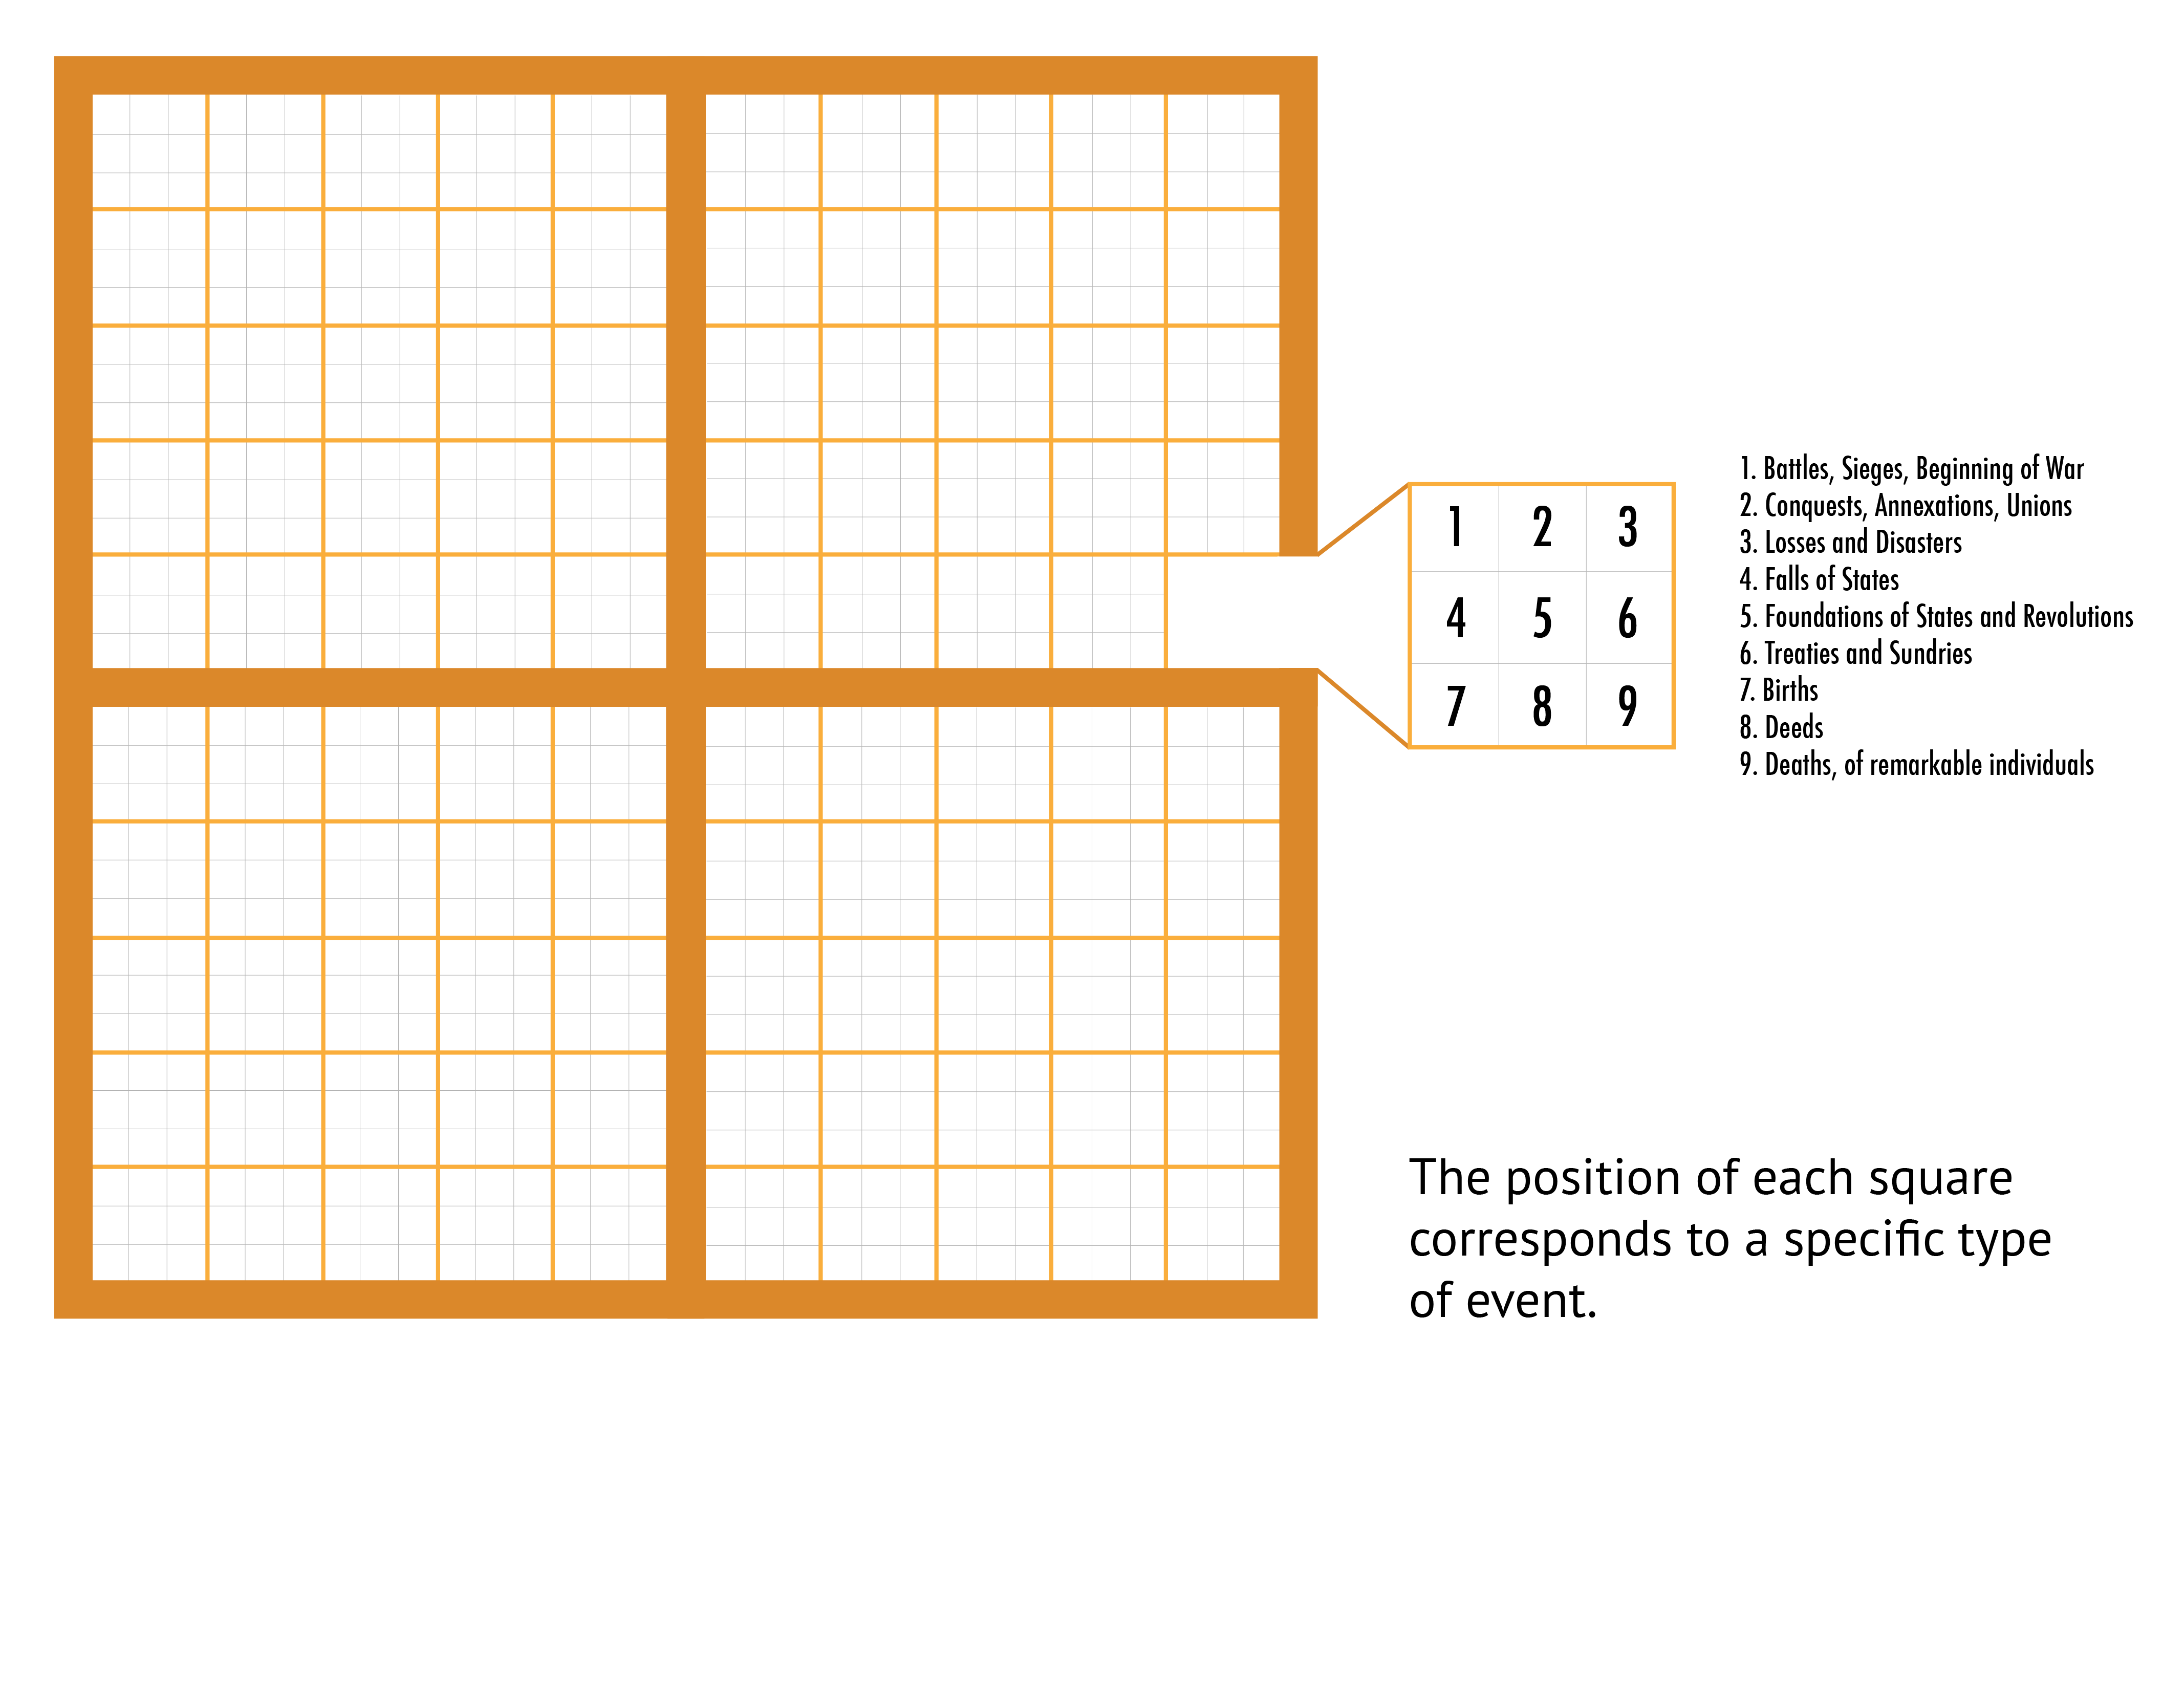 1 2 3
4 5 6
7 8 9
1. Battles, Sieges, Beginning of War
2. Conquests, Annexations, Unions
3. Losses and Disasters
4. Falls of States
5. Foundations of States and Revolutions
6. Treaties and Sundries
7. Births
8. Deeds
9. Deaths, of remarkable individuals
The position of each square
corresponds to a specific type
of event.